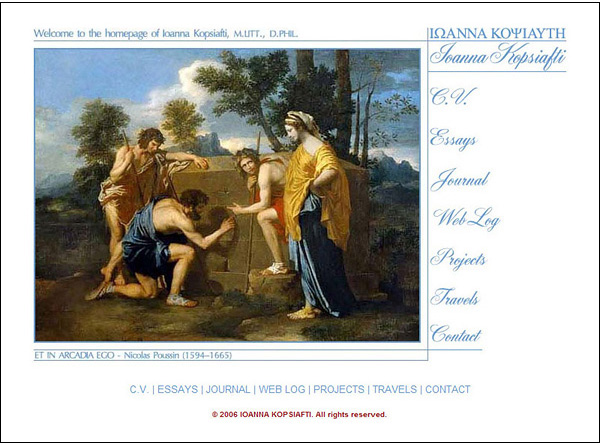 Welcome to the homepage of Ioanna Kopsiafti, M.LITT., D.PHIL.
ΙΩΑΝΝΑ ΚΟΨΙΑΥΤΗ
Ioanna Kopsiafti
C.V.
Essays
Journal
Web Log
Projects
Travels
Contact
ET IN ARCADIA EGO - Nicolas Poussin (1594–1665)
C.V. | ESSAYS | JOURNAL | WEB LOG | PROJECTS | TRAVELS | CONTACT
© 2006 IOANNA KOPSIAFTI. All rights reserved.